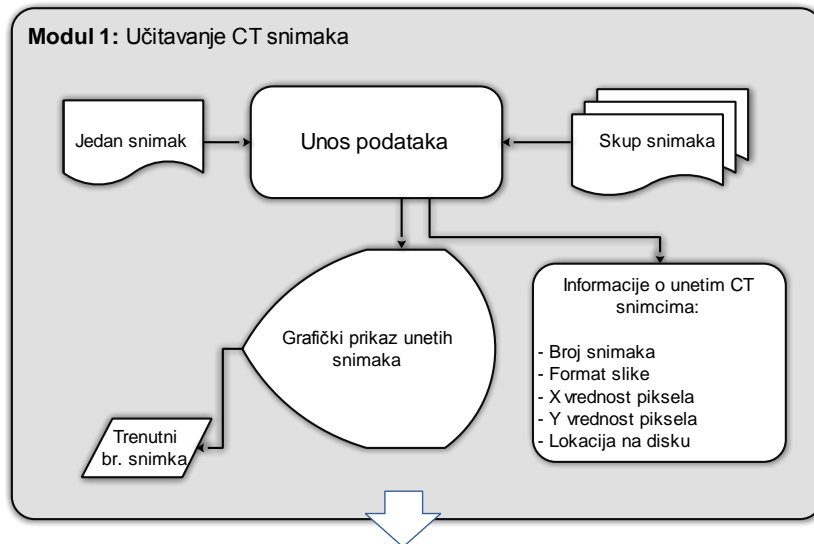 Modul 1: Učitavanje CT snimaka
Jedan snimak
Unos podataka
Skup snimaka
Grafički prikaz unetih
snimaka
Informacije o unetim CT
snimcima:
- Broj snimaka
- Format slike
- X vrednost piksela
- Y vrednost piksela
- Lokacija na disku
Trenutni
br. snimka